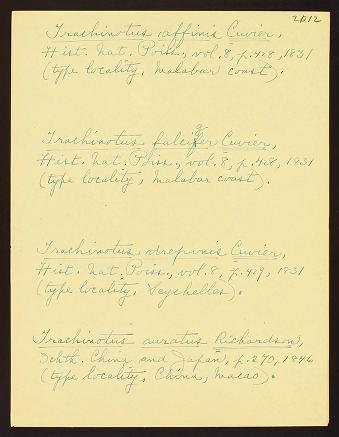 2012
Trachinotus affinis Cuvier,
Hist. Nat. Poiss., vol. 8, p. 428, 1831
(type locality, Malabar coast).
Trachinotus falciger Cuvier,
Hist. Nat. Poiss., vol. 8, p. 428, 1831
(type locality, Malabar coast).
Trachinotus drepanis Cuvier,
Hist. Nat. Poiss., vol. 8, p. 429, 1831
(type locality, Seychelles).
Trachinotus auratus Richardson,
Ichth. China and Japan, p. 270, 1846
(type locality, China, Macao).